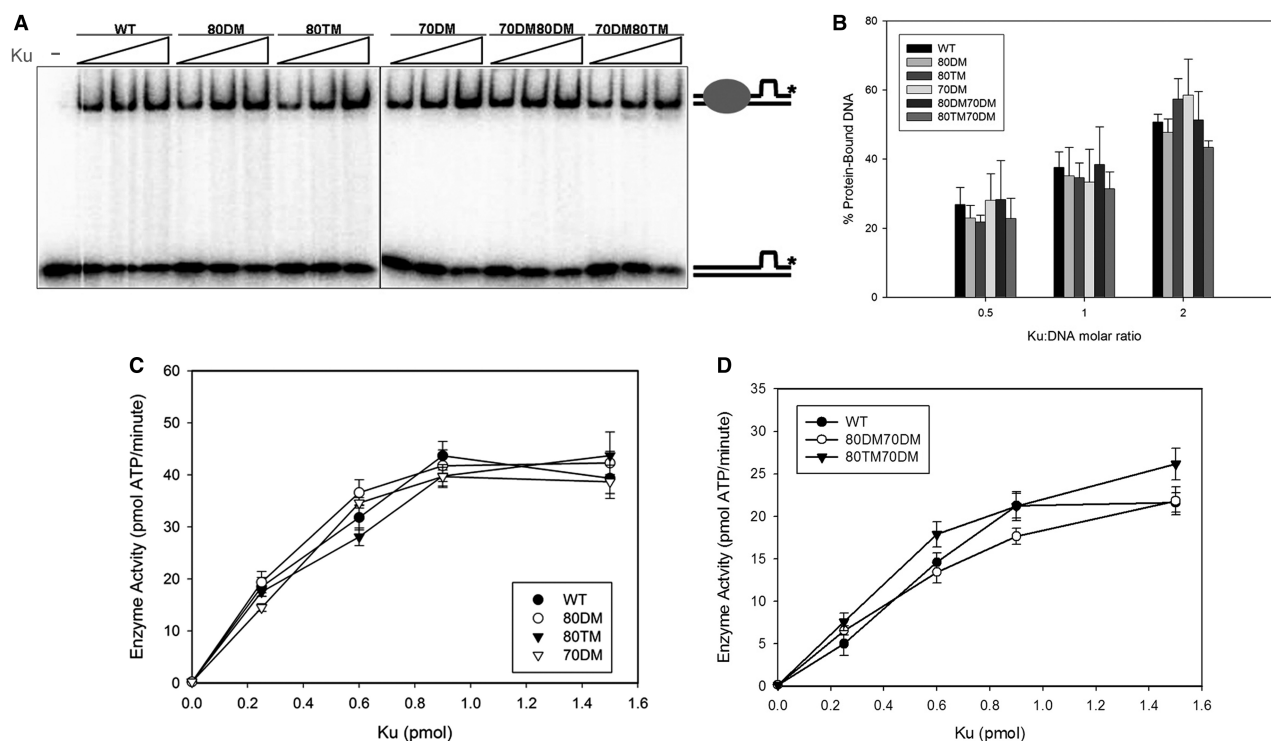 A
WT 80DM 80TM 70DM 70DM80DM 70DM80TM
Ku –
*
*
B
80
60
40
20
0
% Protein-Bound DNA
WT
80DM
80TM
70DM
80DM70DM
80TM70DM
0.5 1 2
Ku:DNA molar ratio
C
60
50
40
30
20
10
0
Enzyme Actvity (pmol ATP/minute)
WT
80DM
80TM
70DM
0.0 0.2 0.4 0.6 0.8 1.0 1.2 1.4 1.6
Ku (pmol)
D
35
30
25
20
15
10
5
0
Enzyme Activity (pmol ATP/minute)
WT
80DM70DM
80TM70DM
0.0 0.2 0.4 0.6 0.8 1.0 1.2 1.4 1.6
Ku (pmol)